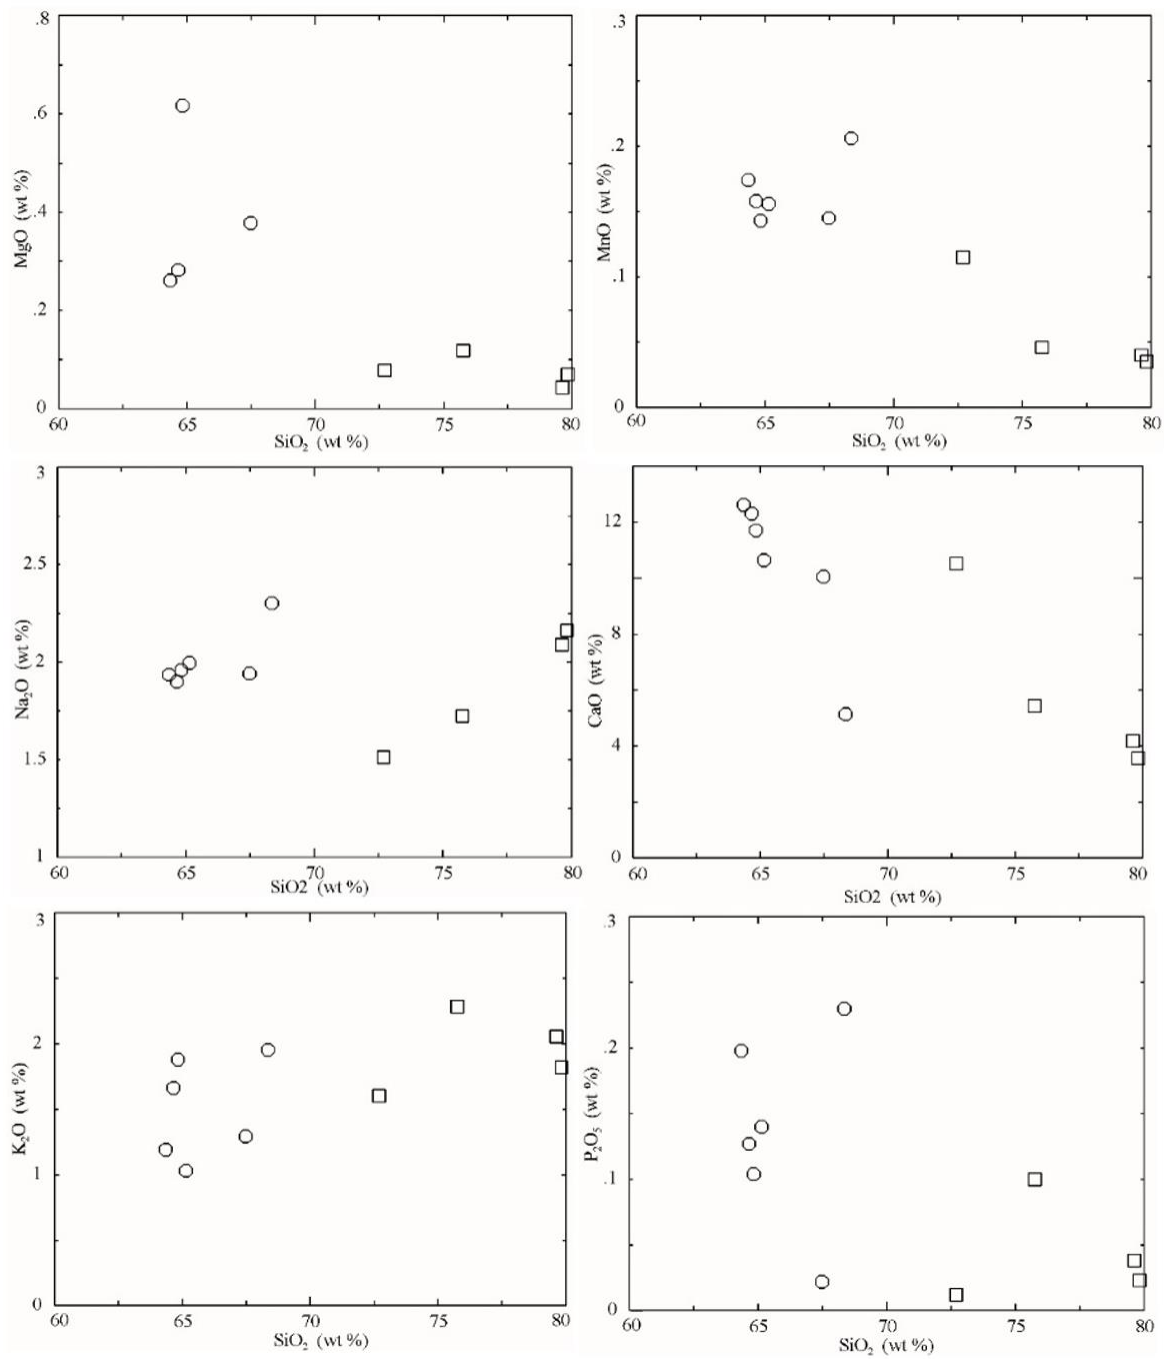 .8
.6
.4
.2
0
MgO (wt %)
60 65 70 75 80
SiO₂ (wt %)
.3
.2
.1
0
MnO (wt %)
60 65 70 75 80
SiO₂ (wt %)
3
2.5
2
1.5
1
Na₂O (wt %)
60 65 70 75 80
SiO2 (wt %)
12
8
4
0
CaO (wt %)
60 65 70 75 80
SiO2 (wt %)
3
2
1
0
K₂O (wt %)
60 65 70 75 80
SiO₂ (wt %)
.3
.2
.1
0
P₂O₅ (wt %)
60 65 70 75 80
SiO₂ (wt %)